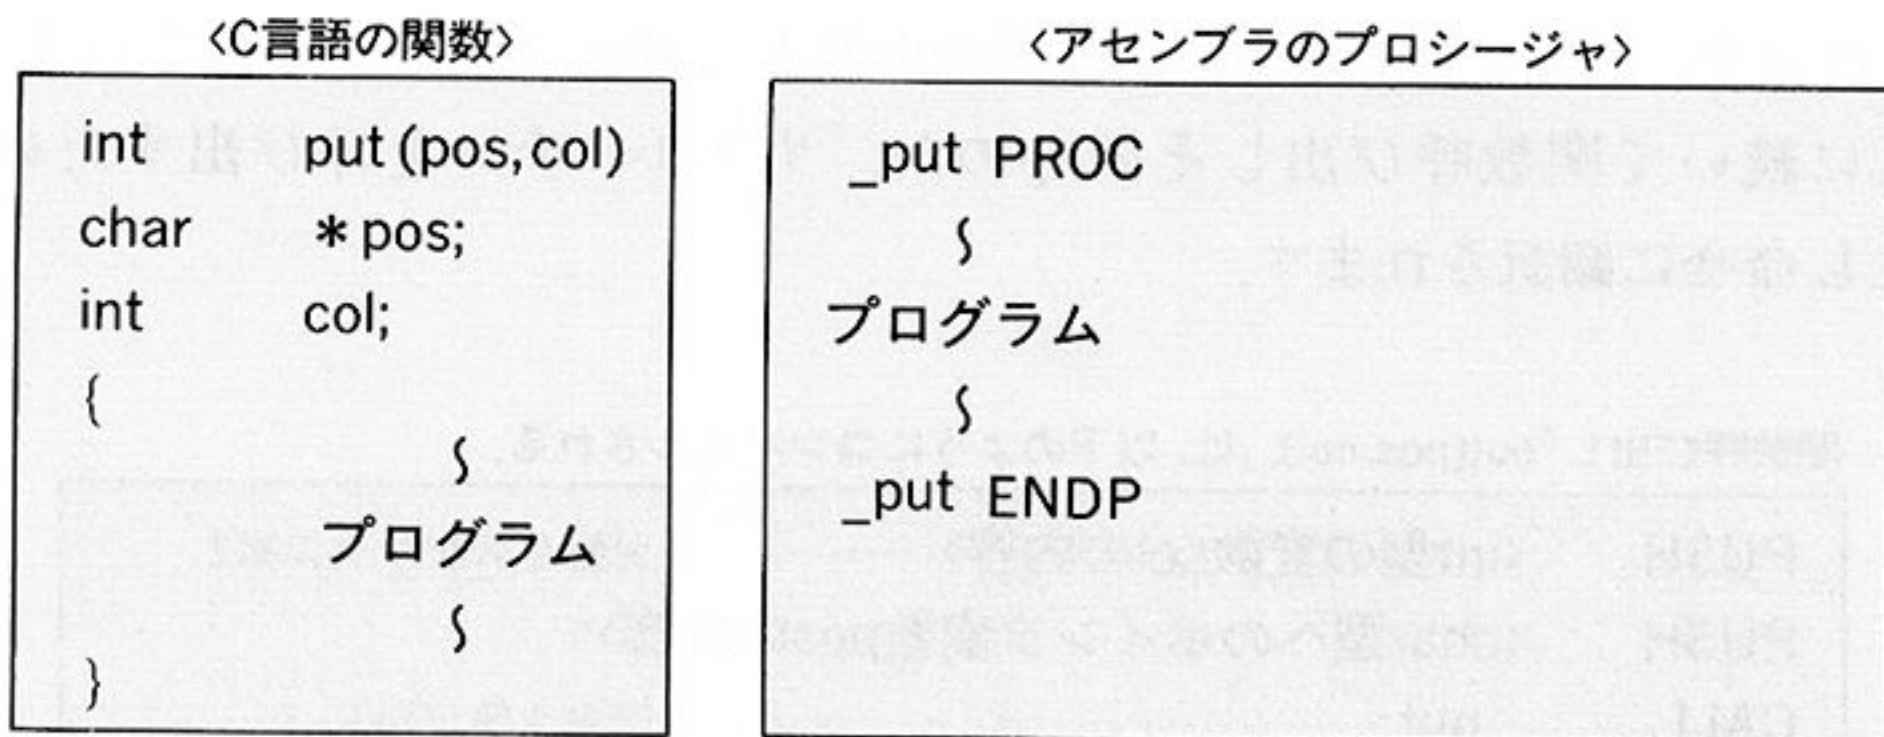 〈C言語の関数〉
int put(pos,col)
char *pos;
int col;
{
∫
プログラム
∫
}
〈アセンブラのプロシージャ〉
_put PROC
∫
プログラム
∫
_put ENDP